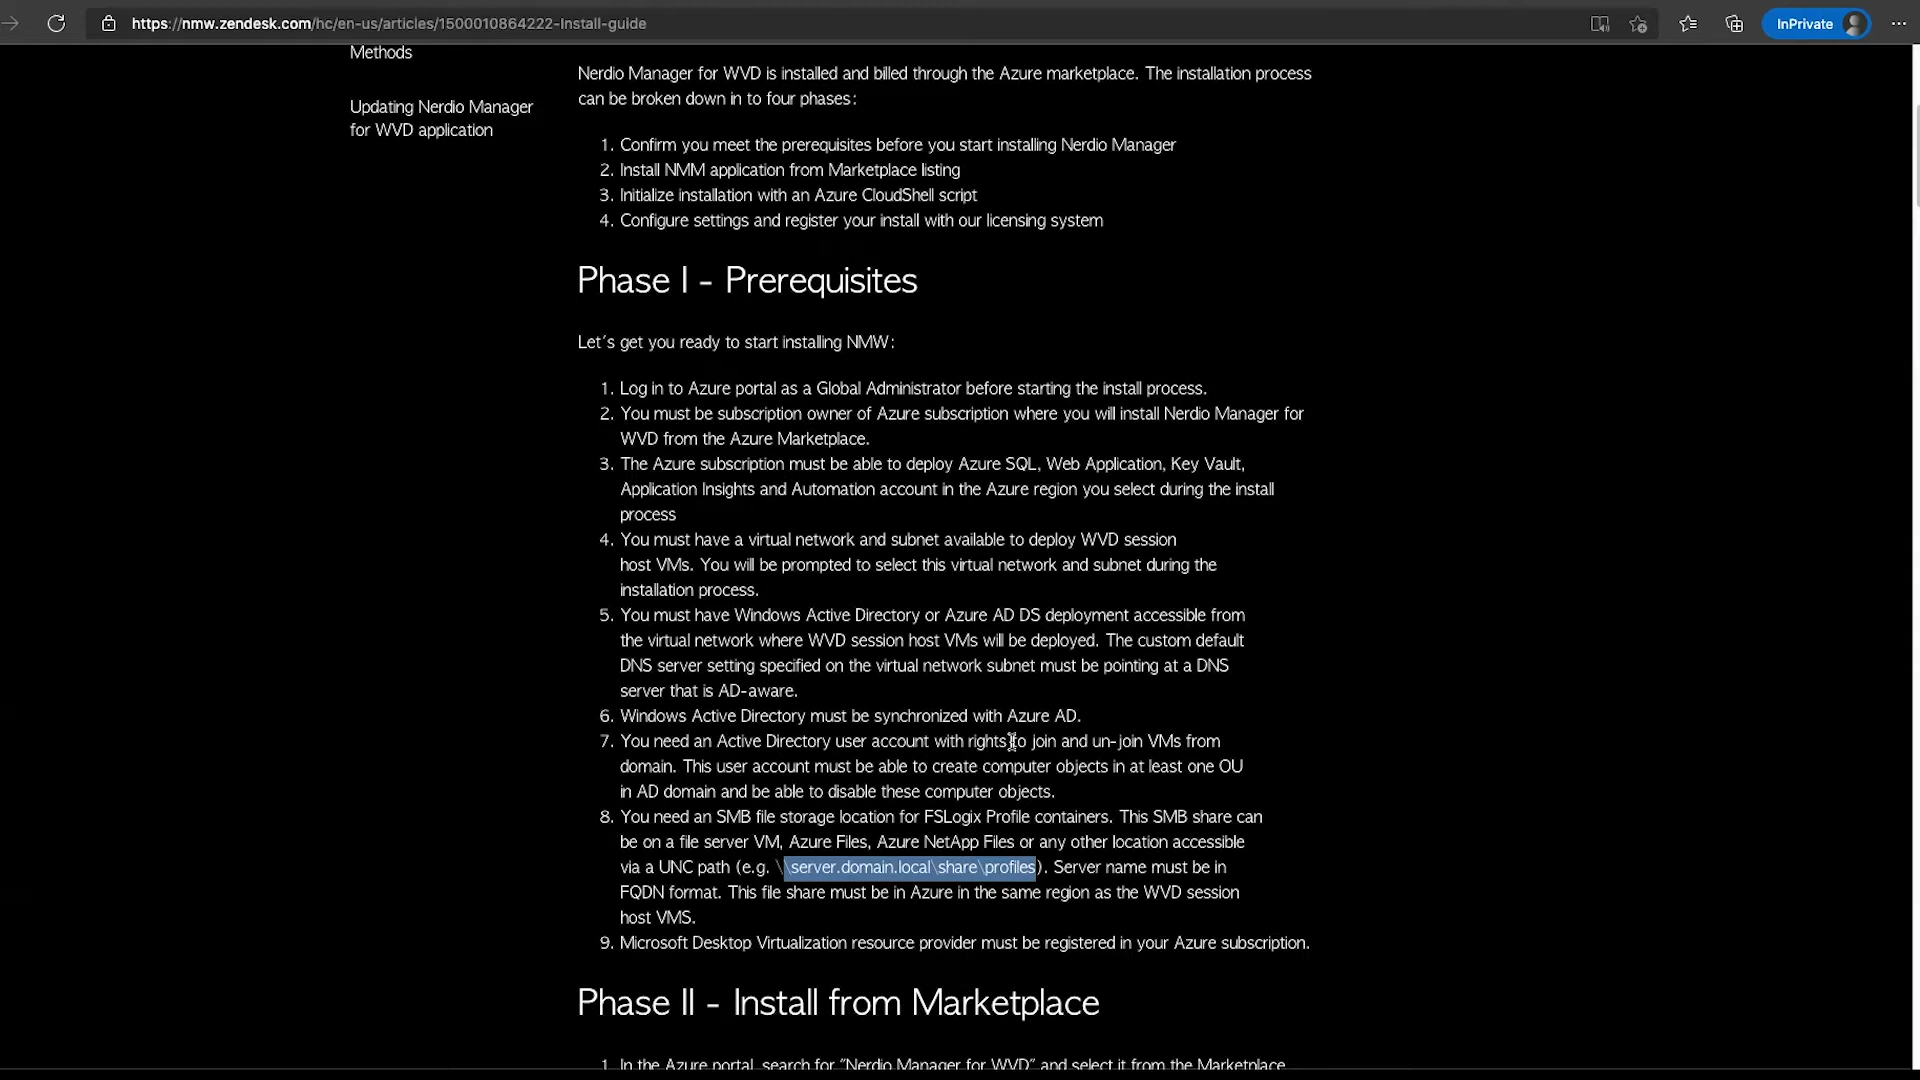 https://nmw.zendesk.com/hc/en-us/articles/1500010864222-Install-guide
InPrivate
Methods
Updating Nerdio Manager
for WVD application
Nerdio Manager for WVD is installed and billed through the Azure marketplace. The installation process
can be broken down in to four phases:
1. Confirm you meet the prerequisites before you start installing Nerdio Manager
2. Install NMM application from Marketplace listing
3. Initialize installation with an Azure CloudShell script
4. Configure settings and register your install with our licensing system
Phase I - Prerequisites
Let's get you ready to start installing NMW:
1. Log in to Azure portal as a Global Administrator before starting the install process.
2. You must be subscription owner of Azure subscription where you will install Nerdio Manager for
WVD from the Azure Marketplace.
3. The Azure subscription must be able to deploy Azure SQL, Web Application, Key Vault,
Application Insights and Automation account in the Azure region you select during the install
process
4. You must have a virtual network and subnet available to deploy WVD session
host VMs. You will be prompted to select this virtual network and subnet during the
installation process.
5. You must have Windows Active Directory or Azure AD DS deployment accessible from
the virtual network where WVD session host VMs will be deployed. The custom default
DNS server setting specified on the virtual network subnet must be pointing at a DNS
server that is AD-aware.
6. Windows Active Directory must be synchronized with Azure AD.
7. You need an Active Directory user account with rights to join and un-join VMs from
domain. This user account must be able to create computer objects in at least one OU
in AD domain and be able to disable these computer objects.
8. You need an SMB file storage location for FSLogix Profile containers. This SMB share can
be on a file server VM, Azure Files, Azure NetApp Files or any other location accessible
via a UNC path (e.g. \\server.domain.local\share\profiles). Server name must be in
FQDN format. This file share must be in Azure in the same region as the WVD session
host VMS.
9. Microsoft Desktop Virtualization resource provider must be registered in your Azure subscription.
Phase II - Install from Marketplace
1. In the Azure portal, search for "Nerdio Manager for WVD" and select it from the Marketplace